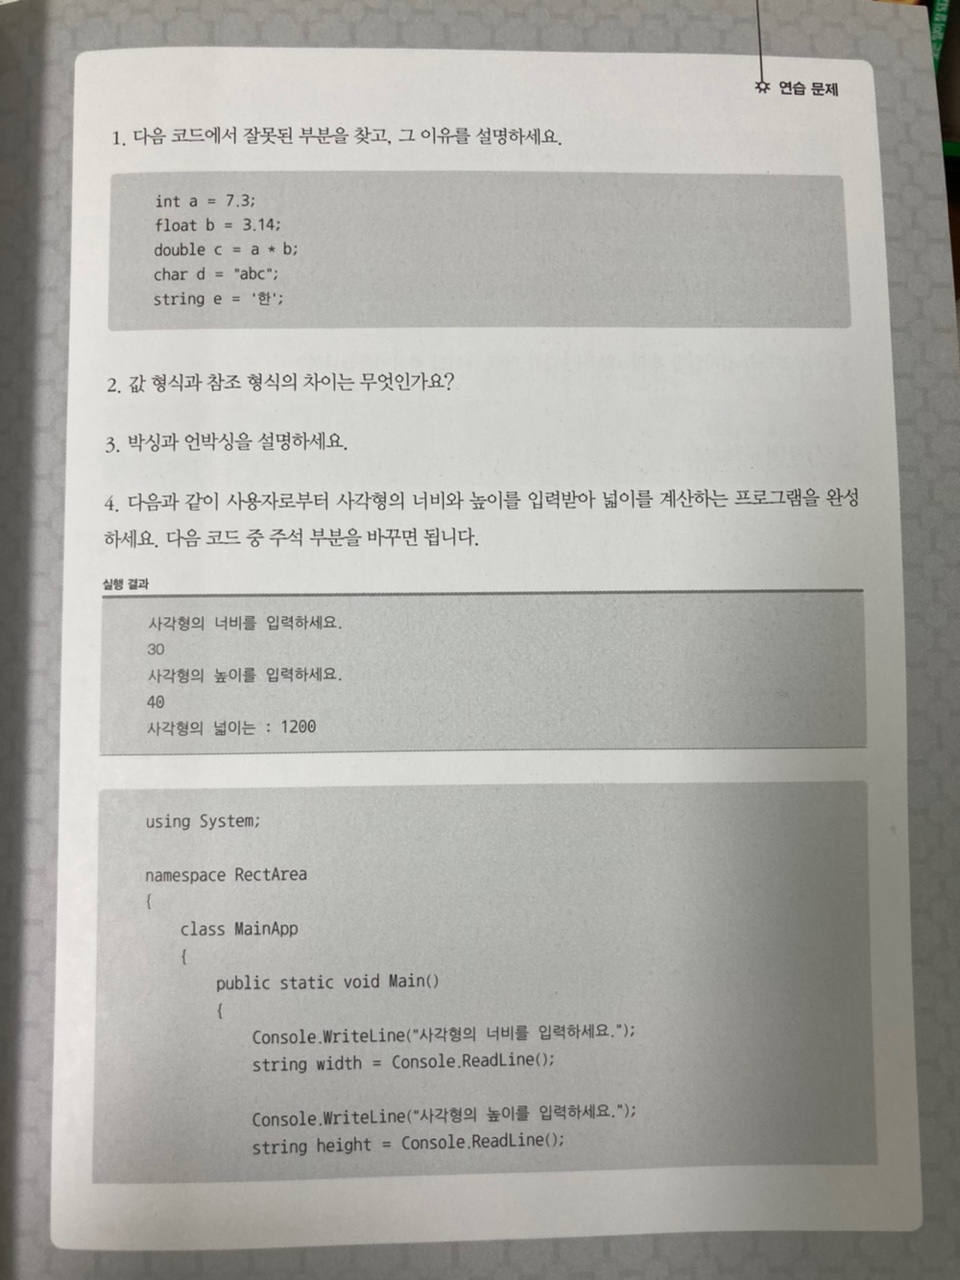 연습 문제
1. 다음 코드에서 잘못된 부분을 찾고, 그 이유를 설명하세요.
int a = 7.3;
float b = 3.14;
double c = a * b;
char d = "abc";
string e = '한';
2. 값 형식과 참조 형식의 차이는 무엇인가요?
3. 박싱과 언박싱을 설명하세요.
4. 다음과 같이 사용자로부터 사각형의 너비와 높이를 입력받아 넓이를 계산하는 프로그램을 완성
하세요. 다음 코드 중 주석 부분을 바꾸면 됩니다.
실행 결과
사각형의 너비를 입력하세요.
30
사각형의 높이를 입력하세요.
40
사각형의 넓이는 : 1200
using System;
namespace RectArea
{
class MainApp
{
public static void Main()
{
Console.WriteLine("사각형의 너비를 입력하세요.");
string width = Console.ReadLine();
Console.WriteLine("사각형의 높이를 입력하세요.");
string height = Console.ReadLine();